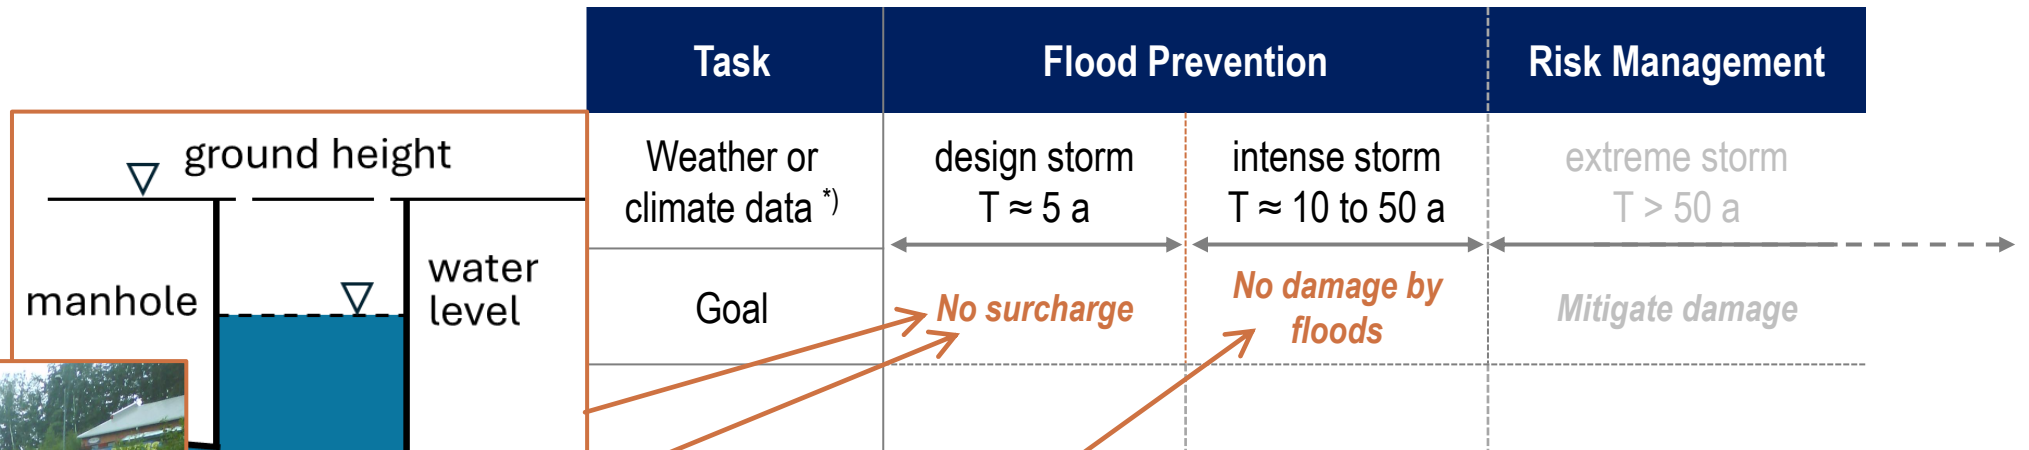 Task
Flood Prevention
Risk Management
ground height
manhole
water
level
Weather or
climate data *)
design storm
T ≈ 5 a
intense storm
T ≈ 10 to 50 a
extreme storm
T > 50 a
Goal
No surcharge
No damage by
floods
Mitigate damage